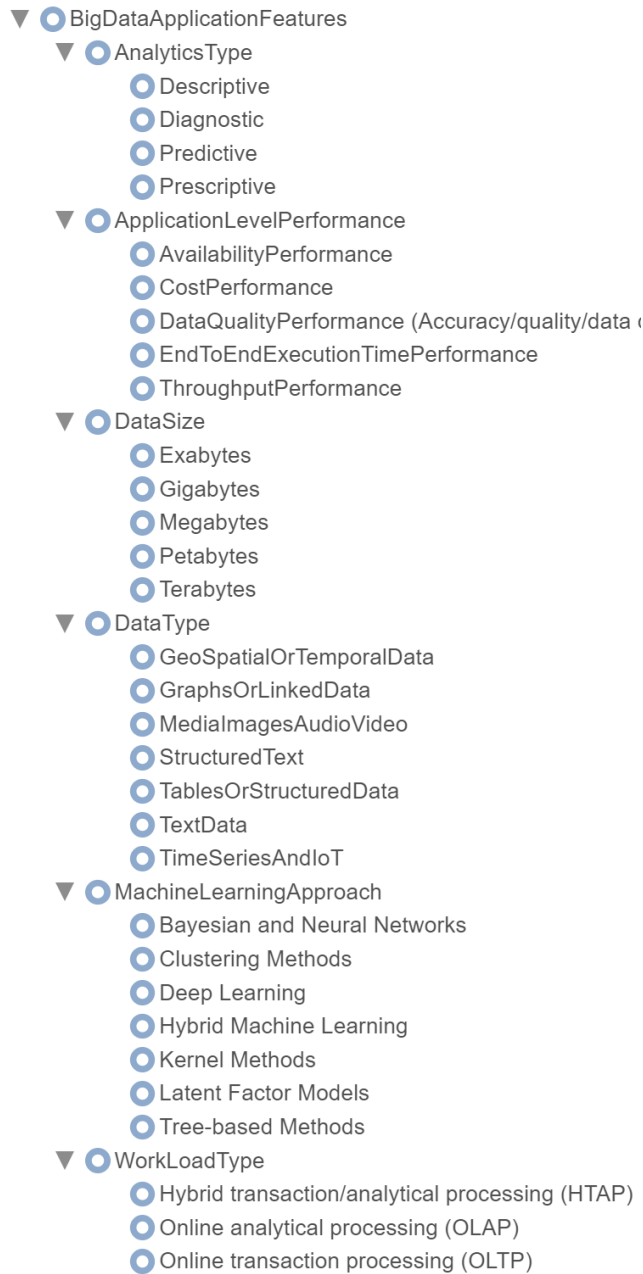 BigDataApplicationFeatures
AnalyticsType
Descriptive
Diagnostic
Predictive
Prescriptive
ApplicationLevelPerformance
AvailabilityPerformance
CostPerformance
DataQualityPerformance (Accuracy/quality/data
EndToEndExecutionTimePerformance
ThroughputPerformance
DataSize
Exabytes
Gigabytes
Megabytes
Petabytes
Terabytes
DataType
GeoSpatialOrTemporalData
GraphsOrLinkedData
MediaImagesAudioVideo
StructuredText
TablesOrStructuredData
TextData
TimeSeriesAndIoT
MachineLearningApproach
Bayesian and Neural Networks
Clustering Methods
Deep Learning
Hybrid Machine Learning
Kernel Methods
Latent Factor Models
Tree-based Methods
WorkLoadType
Hybrid transaction/analytical processing (HTAP)
Online analytical processing (OLAP)
Online transaction processing (OLTP)